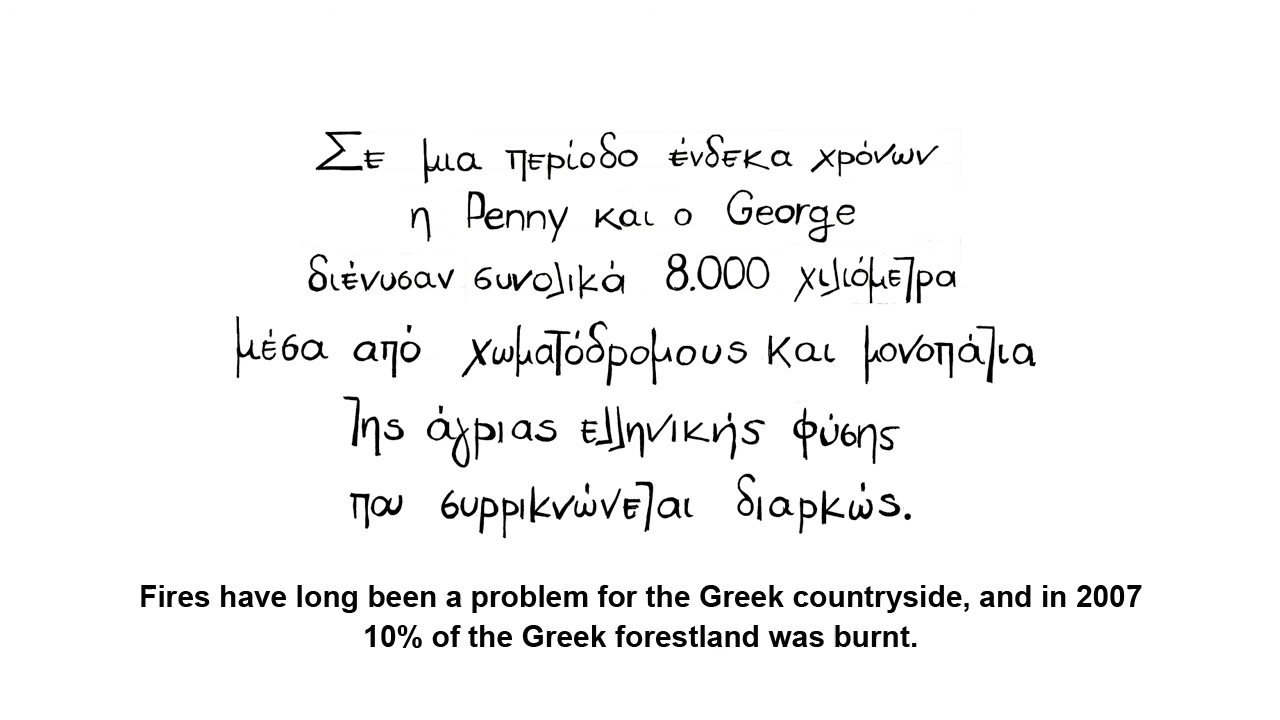 Σε μια περίοδο ένδεκα χρόνων
η Penny και ο George
διένυσαν συνολικά 8.000 χιλιόμετρα
μέσα από χωματόδρομους και μονοπάτια
της άγριας ελληνικής φύσης
που συρρικνώνεται διαρκώς.
Fires have long been a problem for the Greek countryside, and in 2007
10% of the Greek forestland was burnt.